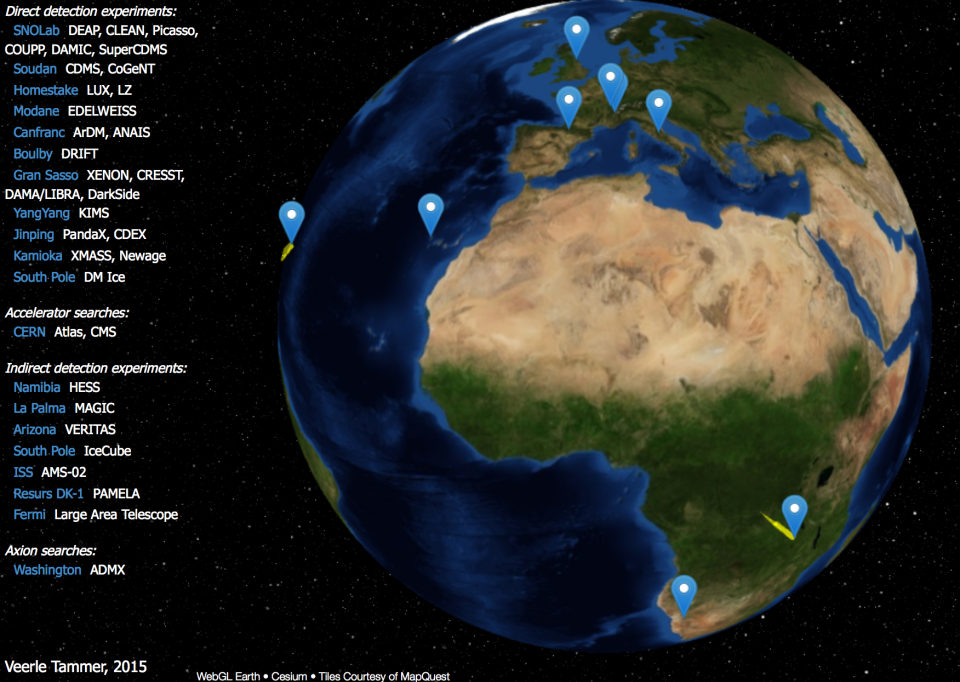 Direct detection experiments:
SNOLab DEAP, CLEAN, Picasso,
COUPP, DAMIC, SuperCDMS
Soudan CDMS, CoGeNT
Homestake LUX, LZ
Modane EDELWEISS
Canfranc ArDM, ANAIS
Boulby DRIFT
Gran Sasso XENON, CRESST,
DAMA/LIBRA, DarkSide
YangYang KIMS
Jinping PandaX, CDEX
Kamioka XMASS, Newage
South Pole DM Ice
Accelerator searches:
CERN Atlas, CMS
Indirect detection experiments:
Namibia HESS
La Palma MAGIC
Arizona VERITAS
South Pole IceCube
ISS AMS-02
Resurs DK-1 PAMELA
Fermi Large Area Telescope
Axion searches:
Washington ADMX
Veerle Tammer, 2015
WebGL Earth • Cesium • Tiles Courtesy of MapQuest